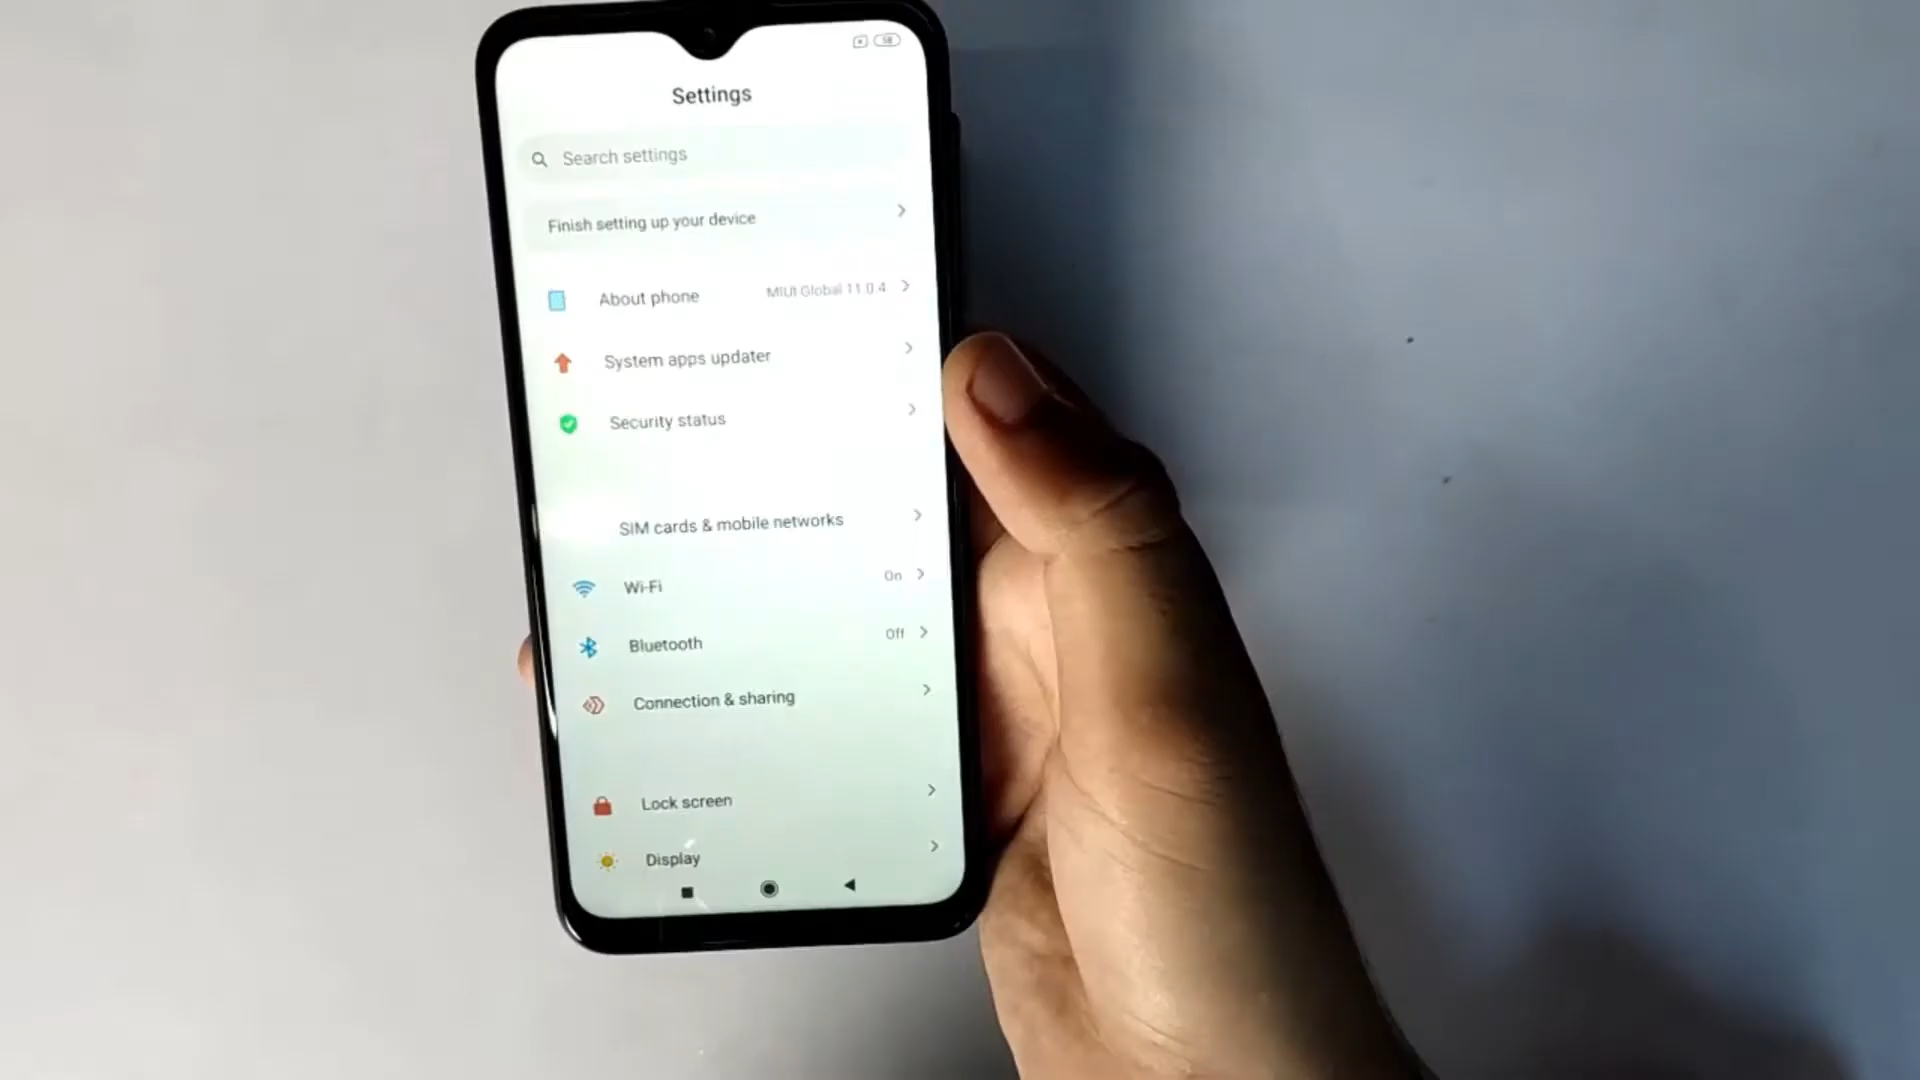 58
Settings
Search settings
Finish setting up your device
About phone MIUI Global 11.0.4
System apps updater
Security status
SIM cards & mobile networks
Wi-Fi On
Bluetooth Off
Connection & sharing
Lock screen
Display